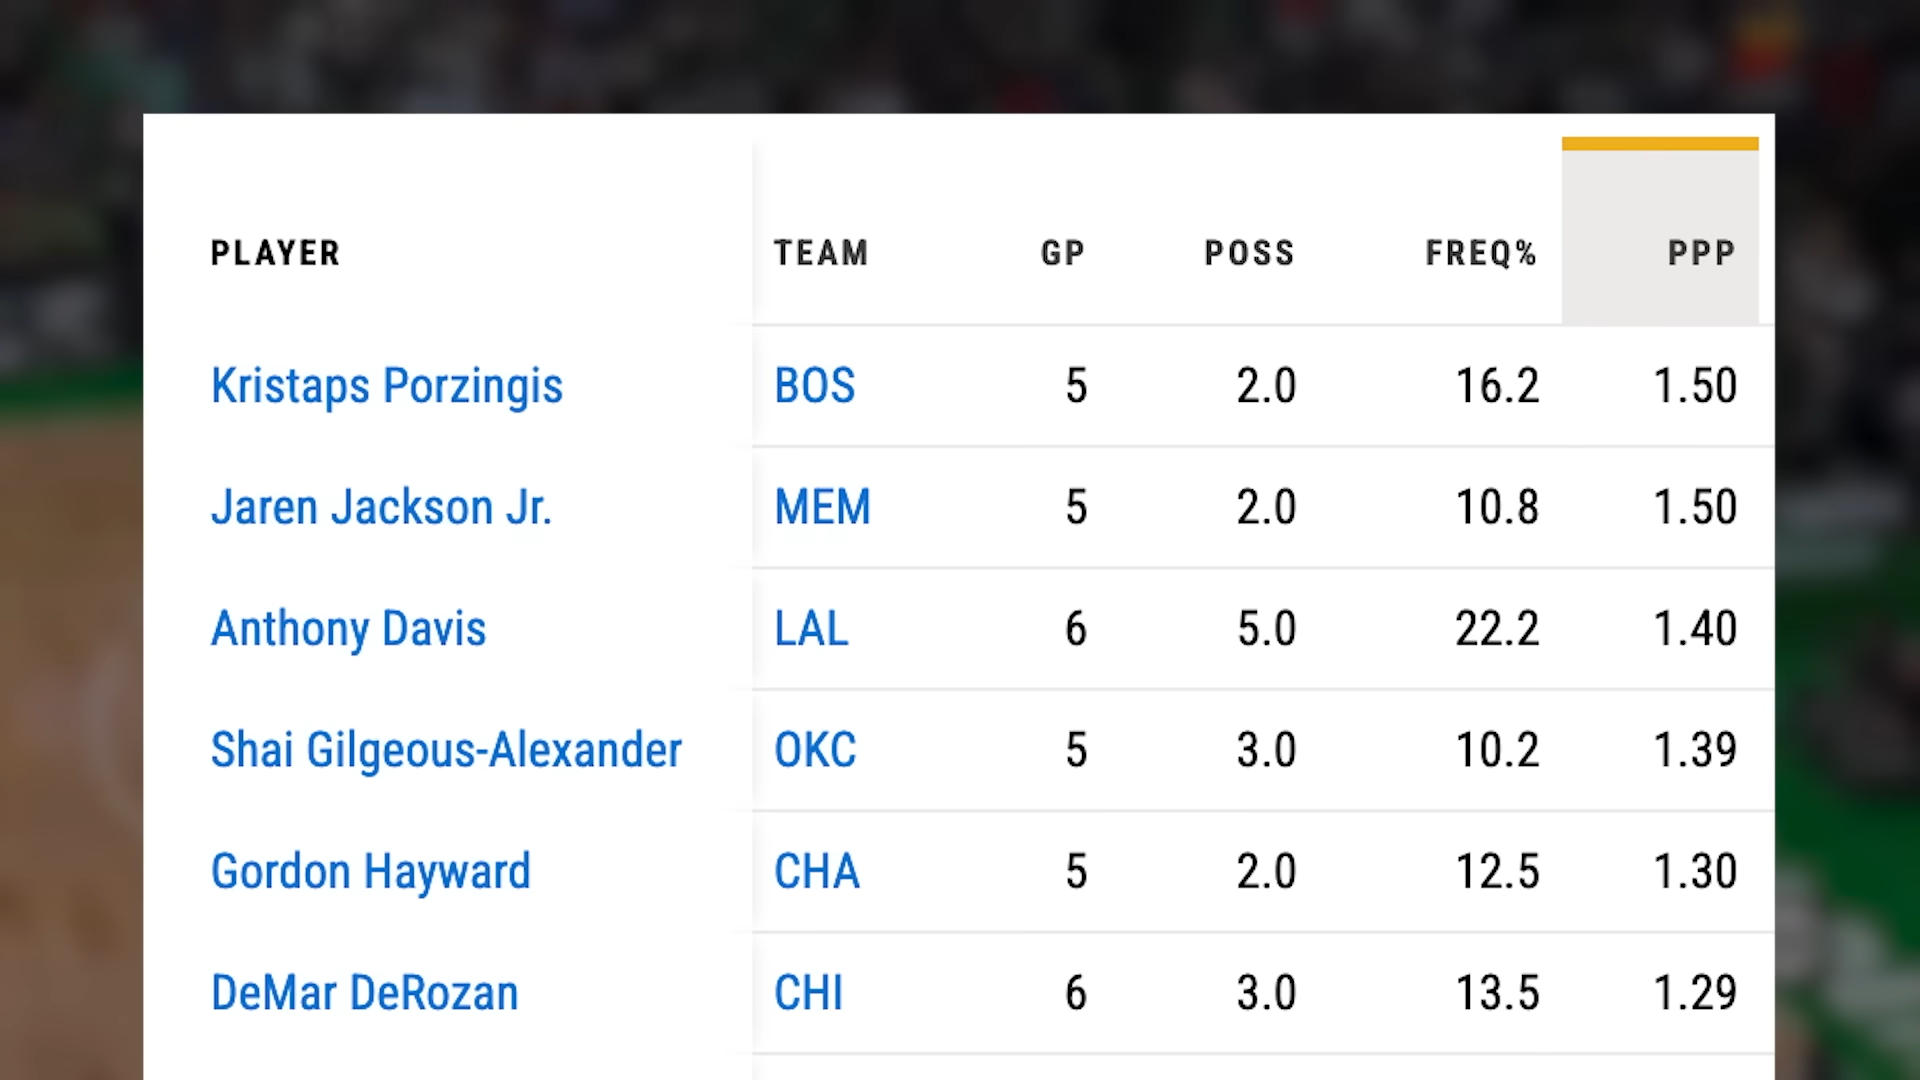 PLAYER TEAM GP POSS FREQ% PPP
Kristaps Porzingis BOS 5 2.0 16.2 1.50
Jaren Jackson Jr. MEM 5 2.0 10.8 1.50
Anthony Davis LAL 6 5.0 22.2 1.40
Shai Gilgeous-Alexander OKC 5 3.0 10.2 1.39
Gordon Hayward CHA 5 2.0 12.5 1.30
DeMar DeRozan CHI 6 3.0 13.5 1.29